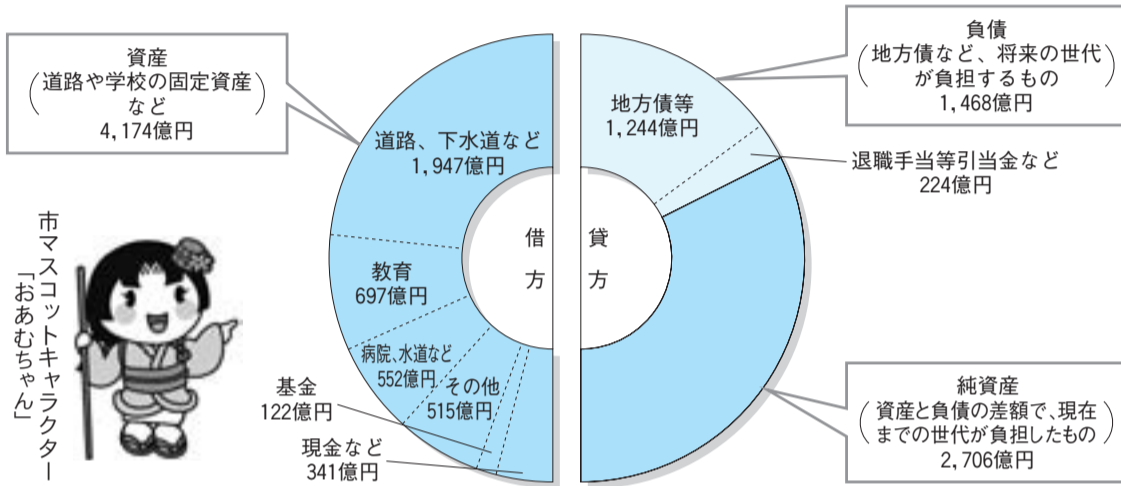 資産
(道路や学校の固定資産
など)
4,174億円
道路、下水道など
1,947億円
教育
697億円
病院、水道など
552億円
その他
515億円
基金
122億円
現金など
341億円
借方
貸方
負債
(地方債など、将来の世代
が負担するもの)
1,468億円
地方債等
1,244億円
退職手当等引当金など
224億円
純資産
(資産と負債の差額で、現在
までの世代が負担したもの)
2,706億円
市マスコットキャラクター
「おあむちゃん」